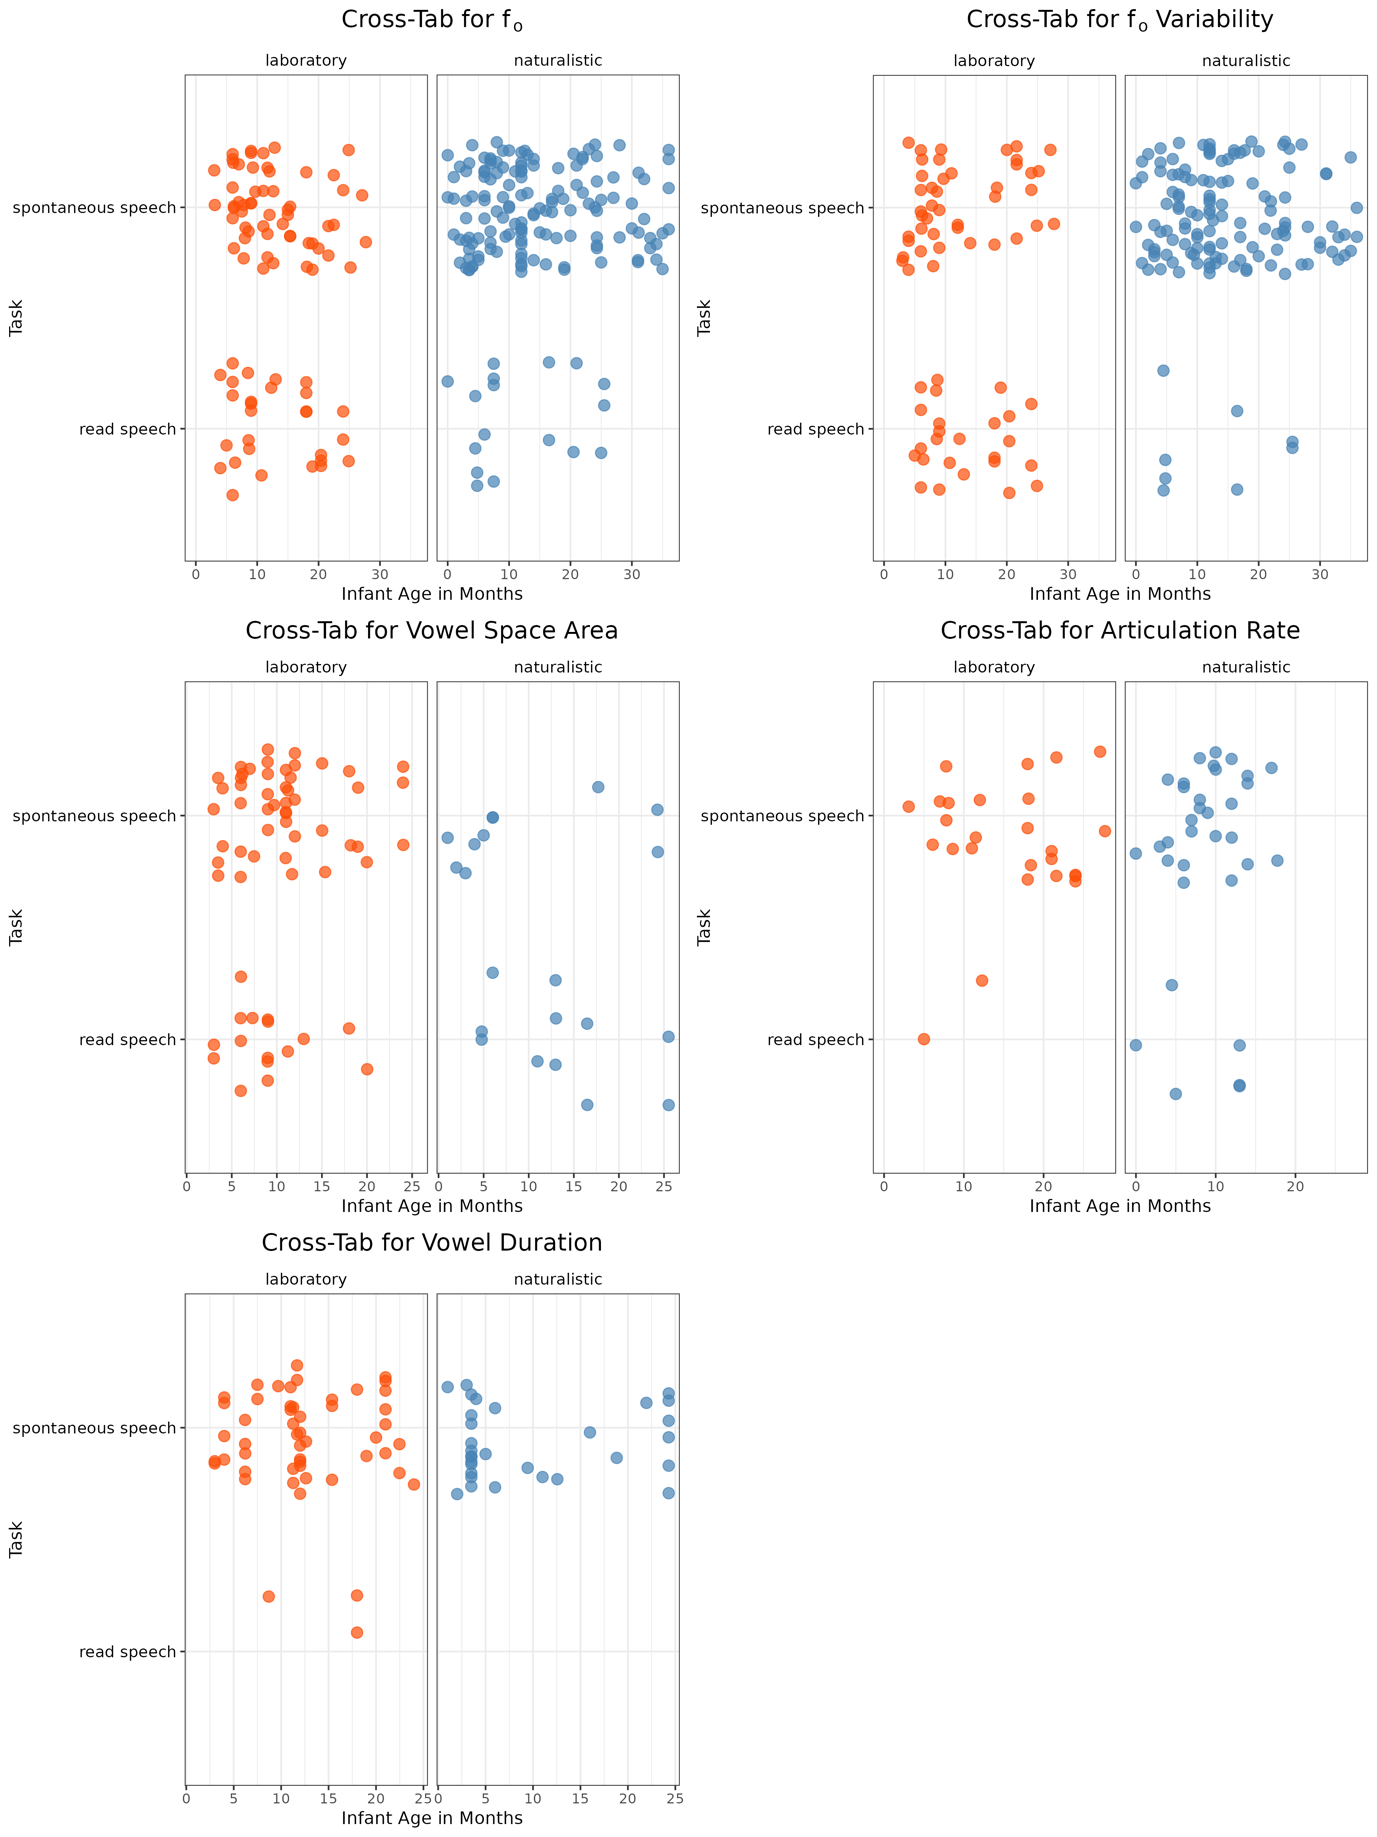 Cross-Tab for fo
laboratory
naturalistic
spontaneous speech
read speech
Task
0 10 20 30
0 10 20 30
Infant Age in Months
Cross-Tab for fo Variability
laboratory
naturalistic
spontaneous speech
read speech
Task
0 10 20 30
0 10 20 30
Infant Age in Months
Cross-Tab for Vowel Space Area
laboratory
naturalistic
spontaneous speech
read speech
Task
0 5 10 15 20 25
0 5 10 15 20 25
Infant Age in Months
Cross-Tab for Articulation Rate
laboratory
naturalistic
spontaneous speech
read speech
Task
0 10 20
0 10 20
Infant Age in Months
Cross-Tab for Vowel Duration
laboratory
naturalistic
spontaneous speech
read speech
Task
0 5 10 15 20 25
0 5 10 15 20 25
Infant Age in Months